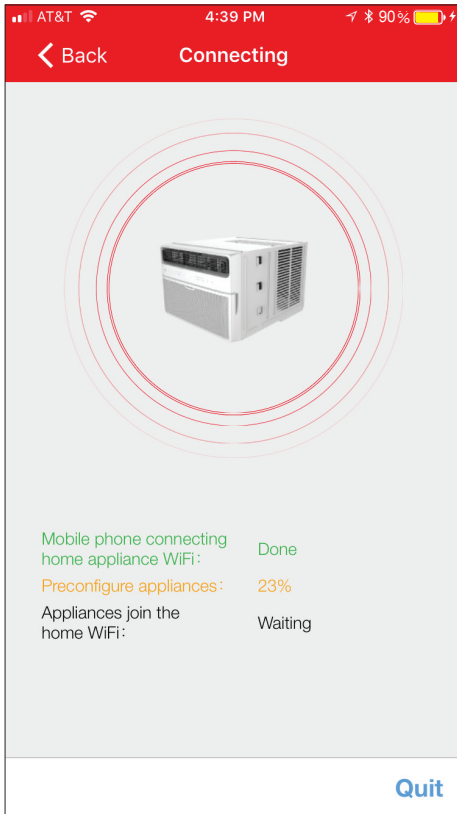 AT&T 4:39 PM 90%
Back Connecting
Mobile phone connecting
home appliance WiFi: Done
Preconfigure appliances: 23%
Appliances join the
home WiFi: Waiting
Quit